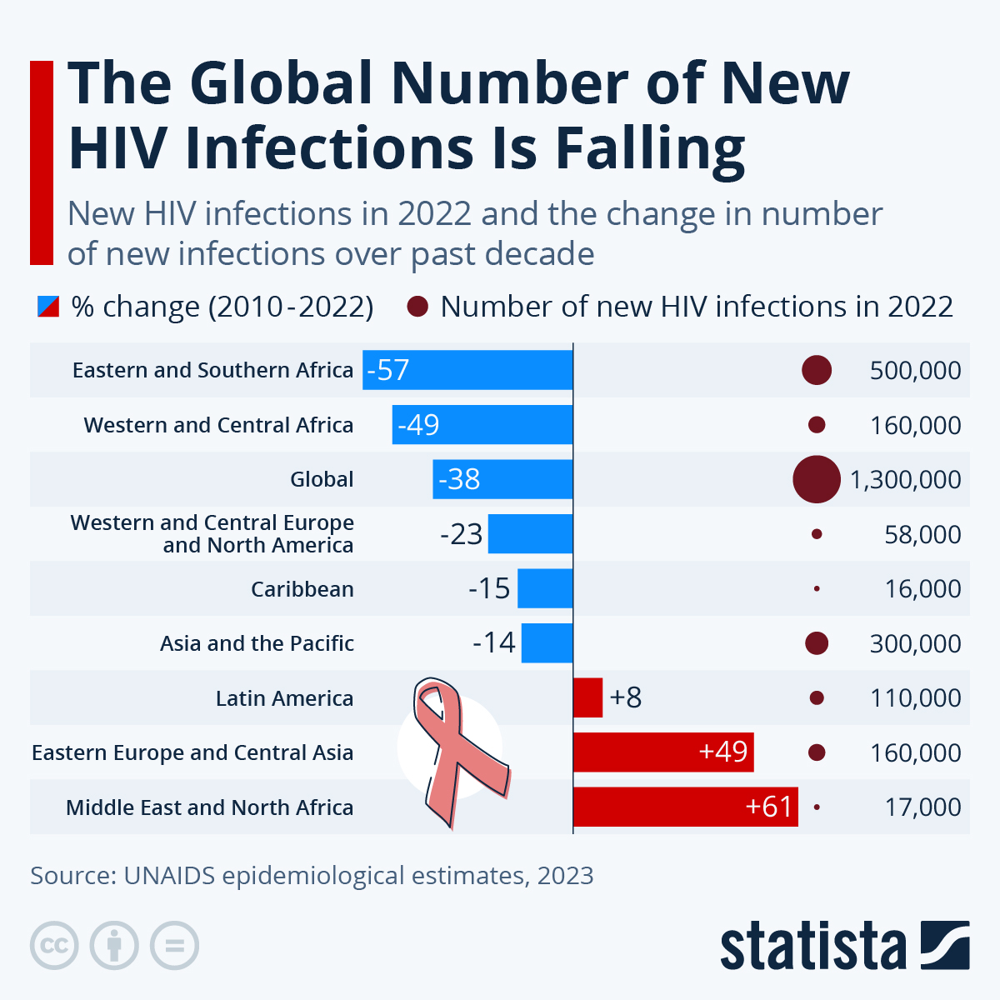 The Global Number of New
HIV Infections Is Falling
New HIV infections in 2022 and the change in number
of new infections over past decade
% change (2010-2022) Number of new HIV infections in 2022
Eastern and Southern Africa -57 500,000
Western and Central Africa -49 160,000
Global -38 1,300,000
Western and Central Europe
and North America -23 58,000
Caribbean -15 16,000
Asia and the Pacific -14 300,000
Latin America +8 110,000
Eastern Europe and Central Asia +49 160,000
Middle East and North Africa +61 17,000
Source: UNAIDS epidemiological estimates, 2023
cc
statista